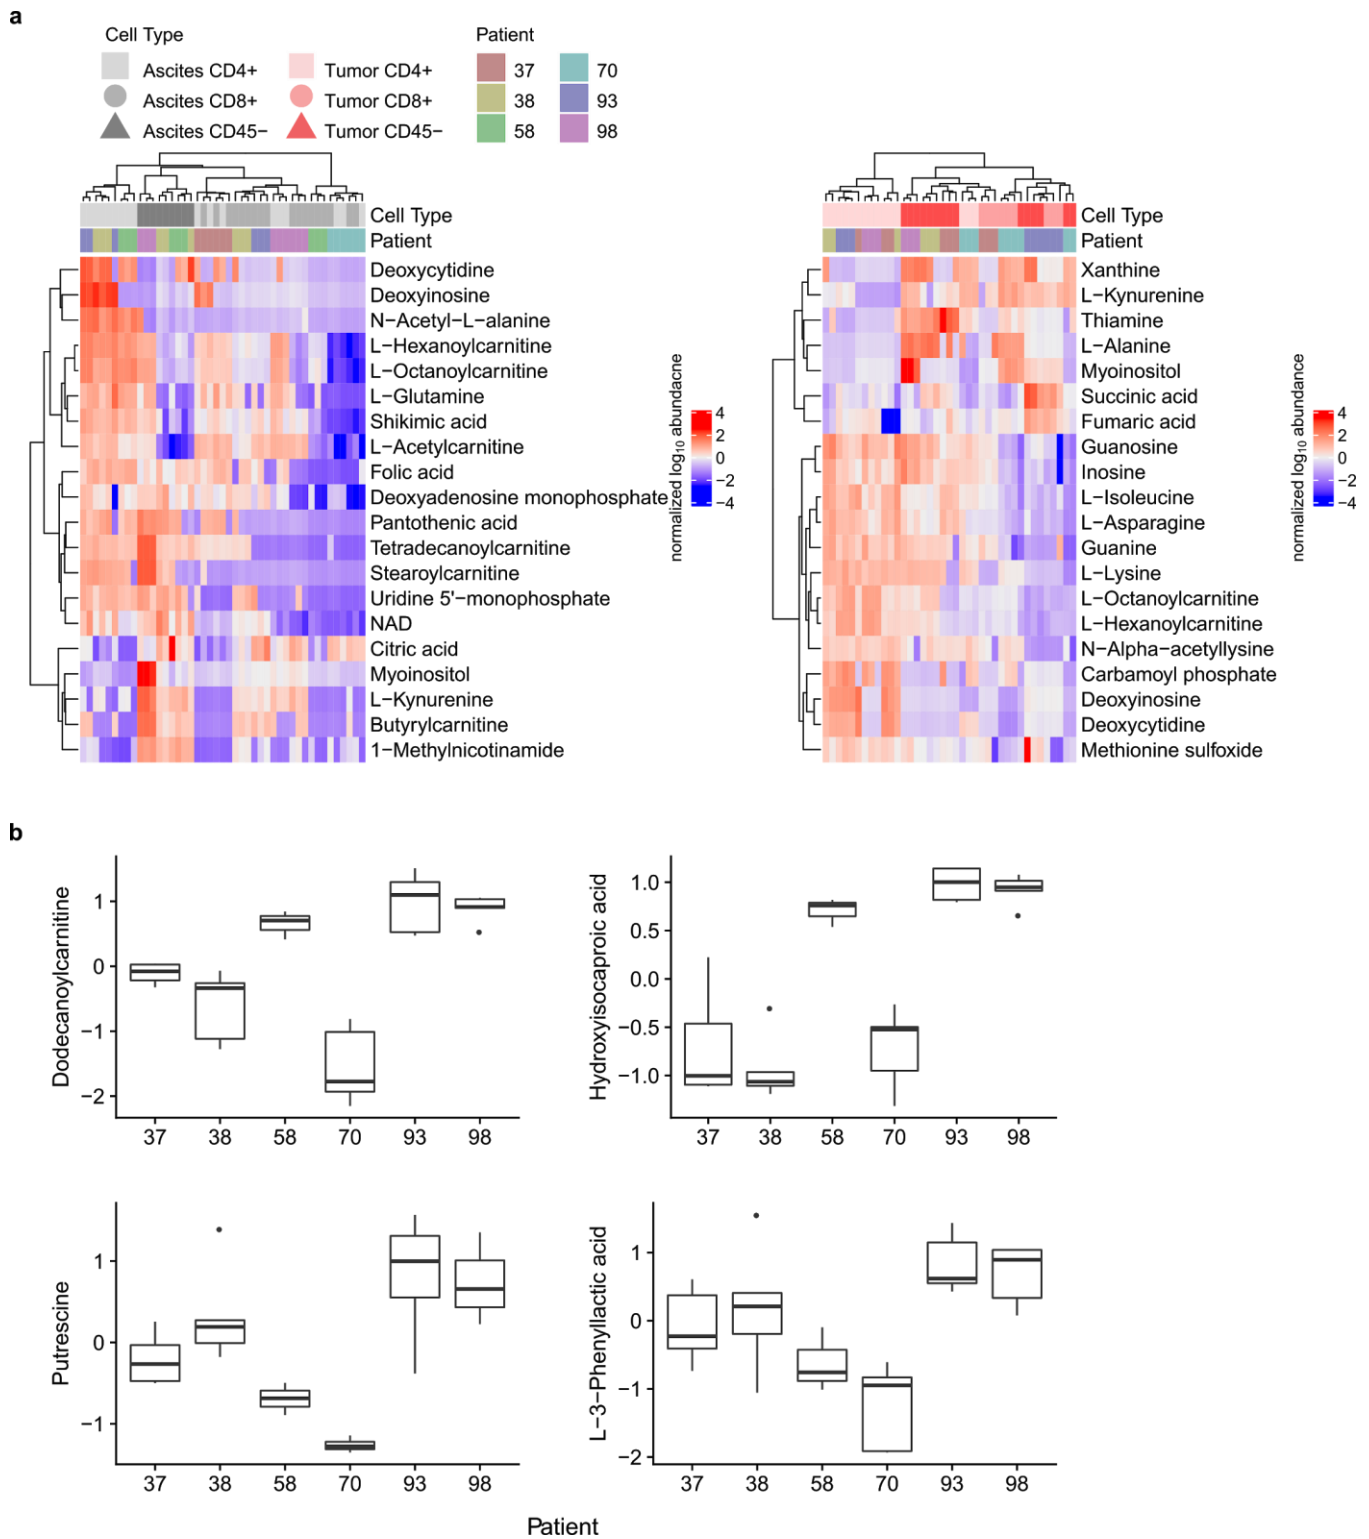 a
Cell Type
Patient
Ascites CD4+
Tumor CD4+
37
70
Ascites CD8+
Tumor CD8+
38
93
Ascites CD45−
Tumor CD45−
58
98
Cell Type
Patient
Deoxycytidine
Deoxyinosine
N−Acetyl−L−alanine
L−Hexanoylcarnitine
L−Octanoylcarnitine
L−Glutamine
Shikimic acid
L−Acetylcarnitine
Folic acid
Deoxyadenosine monophosphate
Pantothenic acid
Tetradecanoylcarnitine
Stearoylcarnitine
Uridine 5'−monophosphate
NAD
Citric acid
Myoinositol
L−Kynurenine
Butyrylcarnitine
1−Methylnicotinamide
normalized log10 abundacne
4
2
0
−2
−4
Cell Type
Patient
Xanthine
L−Kynurenine
Thiamine
L−Alanine
Myoinositol
Succinic acid
Fumaric acid
Guanosine
Inosine
L−Isoleucine
L−Asparagine
Guanine
L−Lysine
L−Octanoylcarnitine
L−Hexanoylcarnitine
N−Alpha−acetyllysine
Carbamoyl phosphate
Deoxyinosine
Deoxycytidine
Methionine sulfoxide
normalized log10 abundance
4
2
0
−2
−4
b
Dodecanoylcarnitine
1
0
−1
−2
37 38 58 70 93 98
Hydroxyisocaproic acid
1.0
0.5
0.0
−0.5
−1.0
37 38 58 70 93 98
Putrescine
1
0
−1
37 38 58 70 93 98
L−3−Phenyllactic acid
1
0
−1
−2
37 38 58 70 93 98
Patient